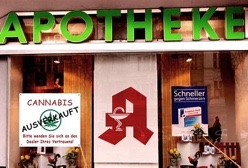 APOTHEKE
CANNABIS
AUSVERKAUFT
Bitte wenden Sie sich an den
Dealer Ihres Vertrauens!
Schneller
gegen Schmerzen